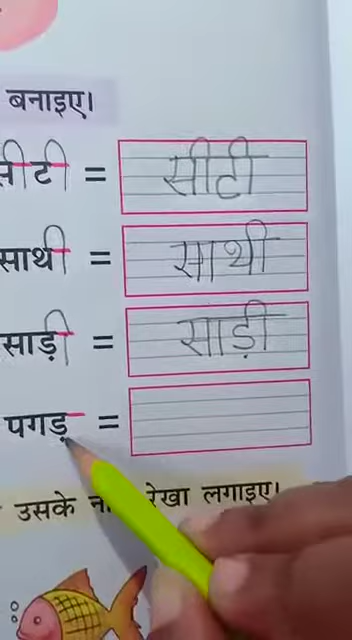 बनाइए।
सीटी = सीटी
साथी = साथी
साड़ी = साड़ी
पगड़ =
उसके रेखा लगाइए।